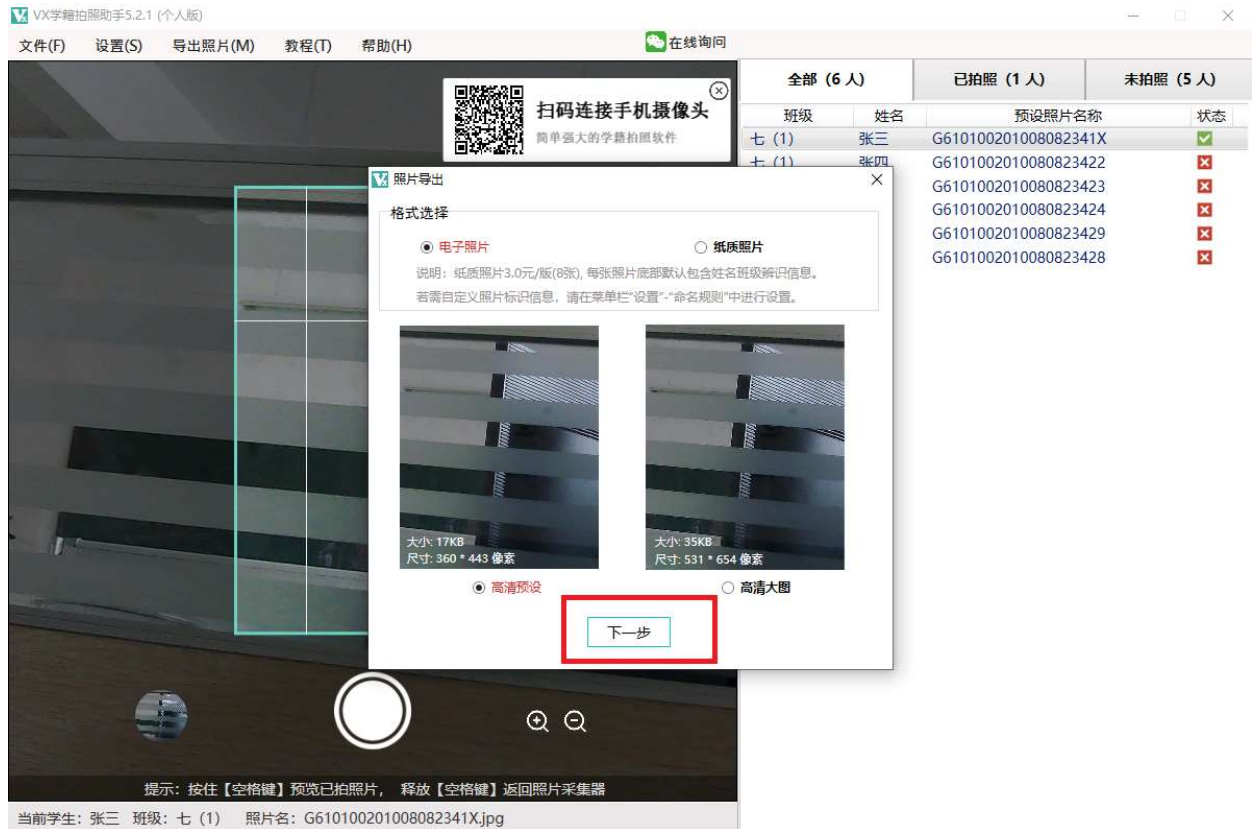 VX学籍拍照助手5.2.1 (个人版)
文件(F) 设置(S) 导出照片(M) 教程(T) 帮助(H) 在线询问
扫码连接手机摄像头
简单强大的学籍拍照软件
全部 (6 人) 已拍照 (1 人) 未拍照 (5 人)
班级 姓名 预设照片名称 状态
七 (1) 张三 G610100201008082341X
七 (1) 张四 G6101002010080823422
G6101002010080823423
G6101002010080823424
G6101002010080823429
G6101002010080823428
照片导出
格式选择
电子照片 纸质照片
说明：纸质照片3.0元/版(8张), 每张照片底部默认包含姓名班级辨识信息。
若需自定义照片标识信息，请在菜单栏“设置”-“命名规则”中进行设置。
大小: 17KB
尺寸: 360 * 443 像素
大小: 35KB
尺寸: 531 * 654 像素
高清预设 高清大图
下一步
提示：按住【空格键】预览已拍照片， 释放【空格键】返回照片采集器
当前学生：张三 班级：七 (1) 照片名：G610100201008082341X.jpg